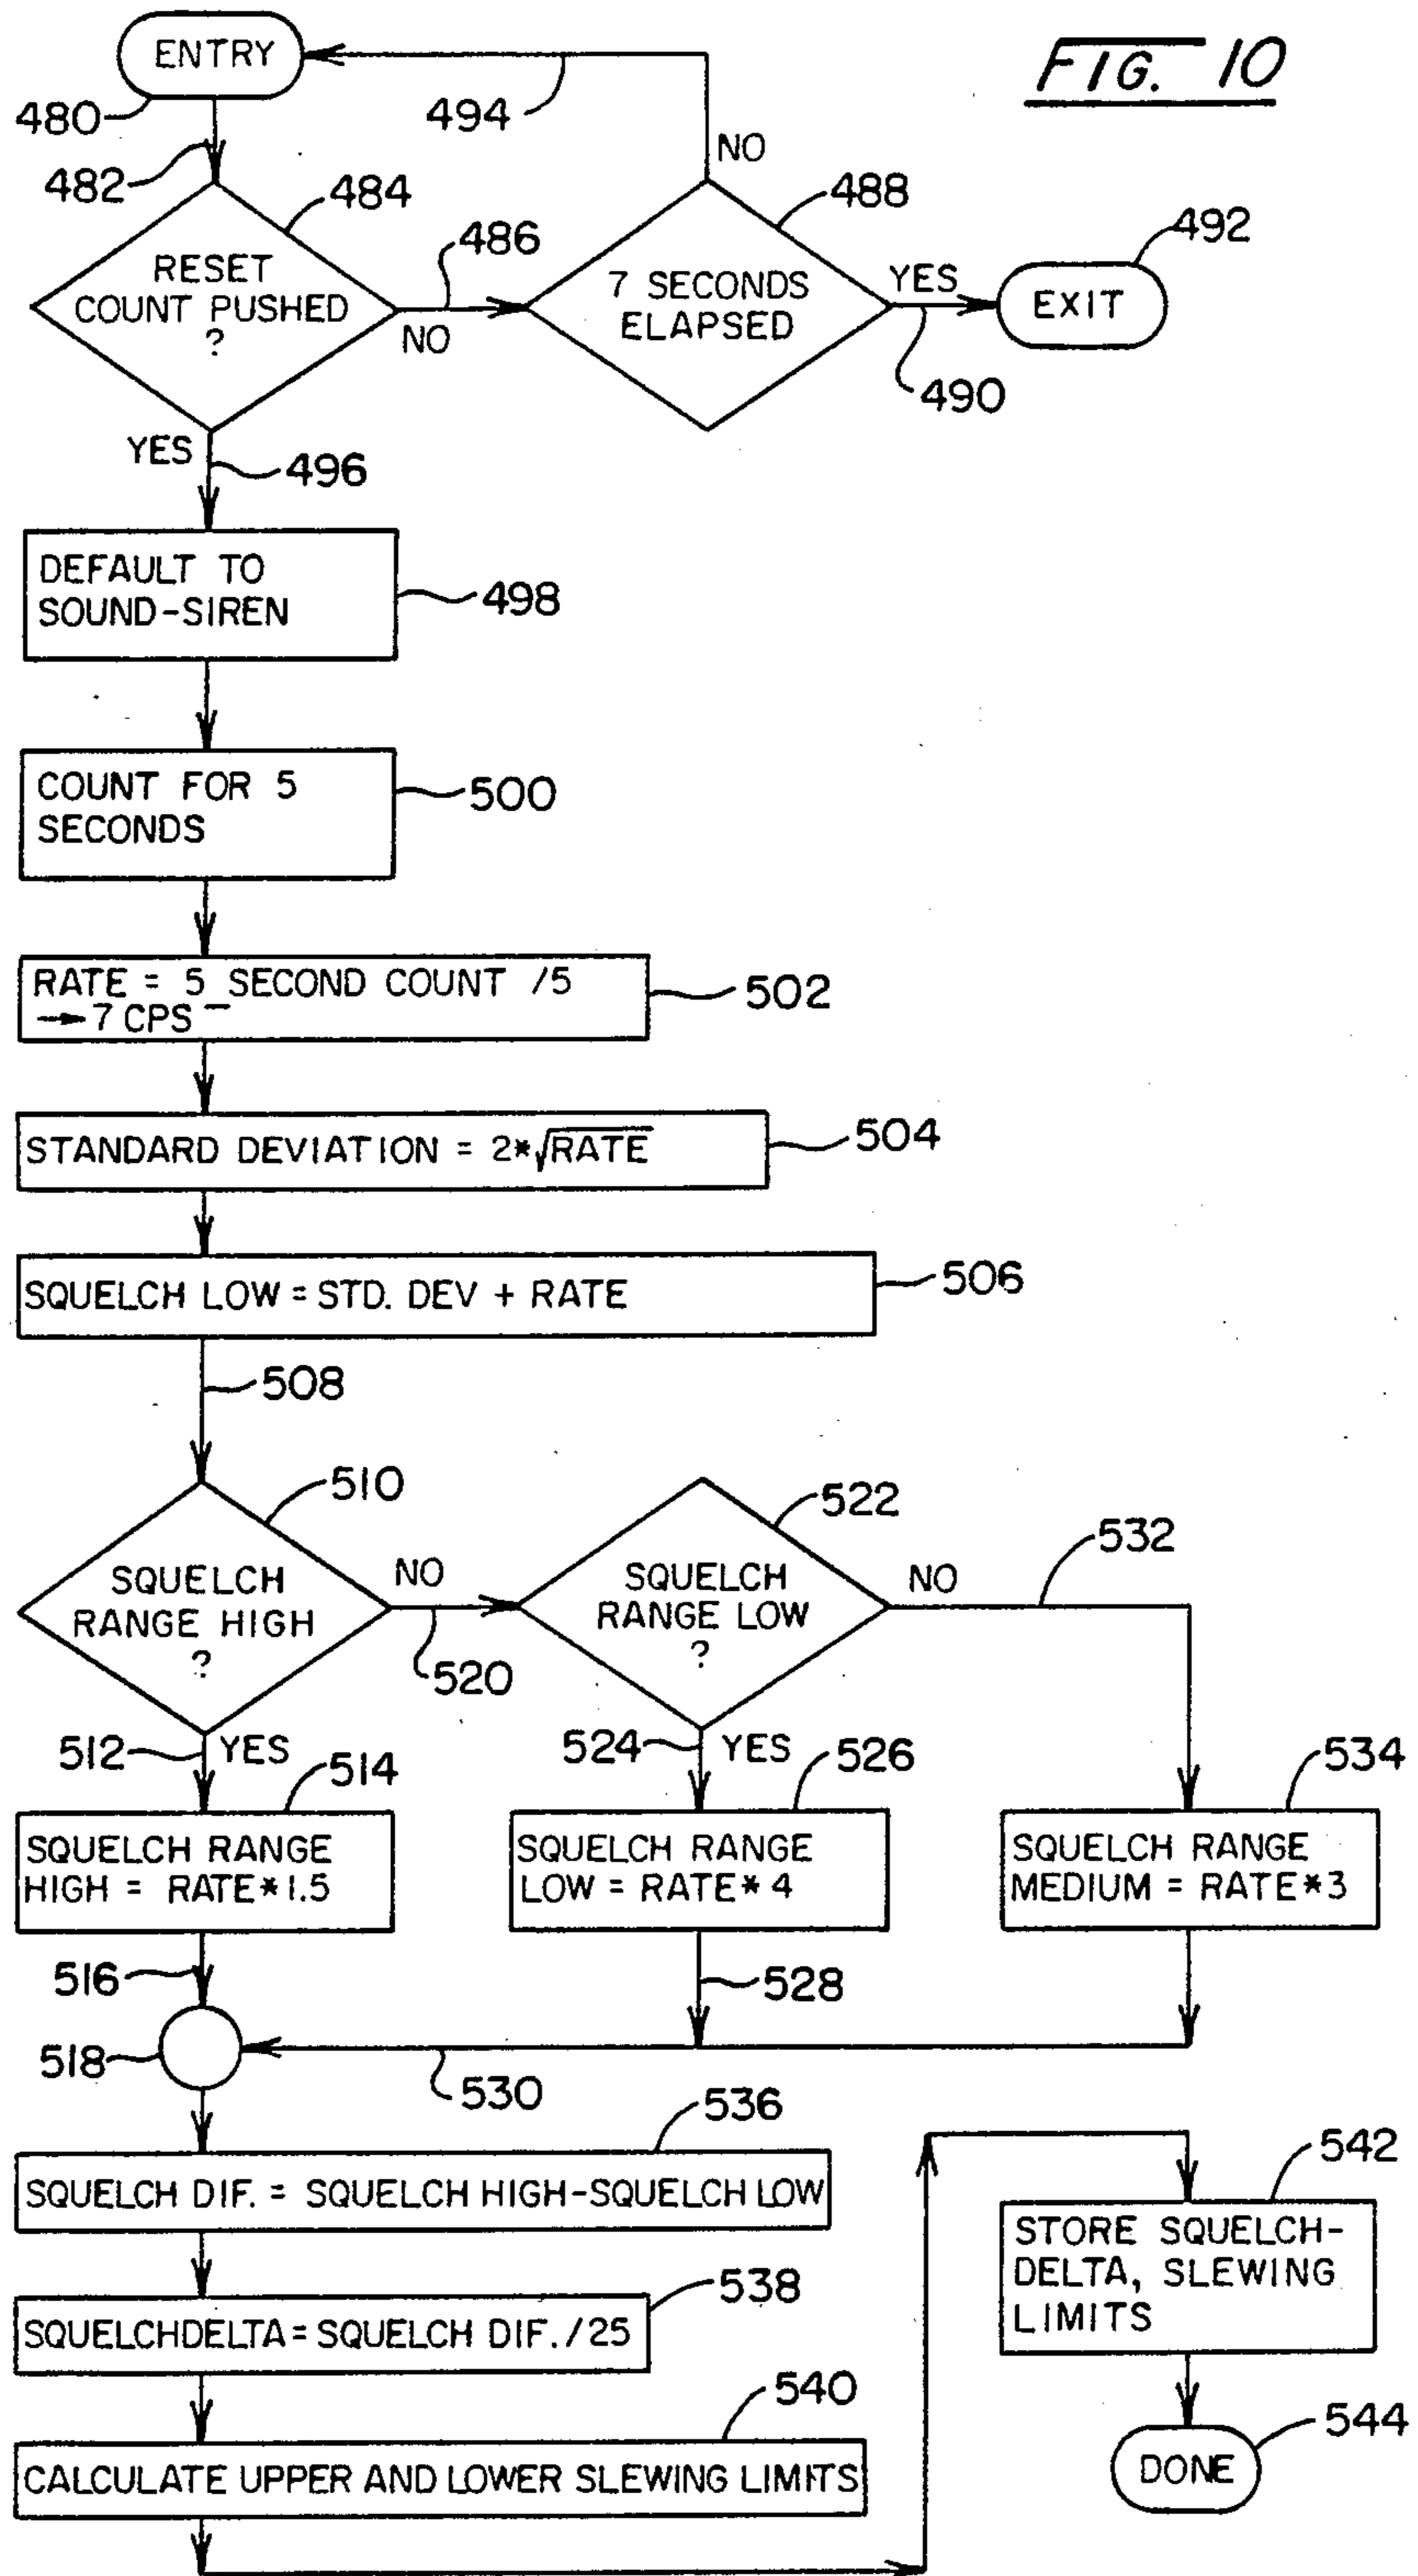 FIG. 10
ENTRY
480
494
482
NO
484
488
486
492
RESET
COUNT PUSHED
?
7 SECONDS
ELAPSED
YES
EXIT
NO
490
YES
496
DEFAULT TO
SOUND-SIREN
498
COUNT FOR 5
SECONDS
500
RATE = 5_SECOND COUNT /5
→ 7 CPS
502
STANDARD DEVIATION = 2*√RATE
504
SQUELCH LOW = STD. DEV + RATE
506
508
510
522
532
SQUELCH
RANGE HIGH
?
NO
520
SQUELCH
RANGE LOW
?
NO
512
YES
514
524
YES
526
534
SQUELCH RANGE
HIGH = RATE*1.5
SQUELCH RANGE
LOW = RATE*4
SQUELCH RANGE
MEDIUM = RATE*3
516
528
518
530
536
SQUELCH DIF. = SQUELCH HIGH-SQUELCH LOW
542
STORE SQUELCH-
DELTA, SLEWING
LIMITS
538
SQUELCHDELTA = SQUELCH DIF./25
540
CALCULATE UPPER AND LOWER SLEWING LIMITS
544
DONE